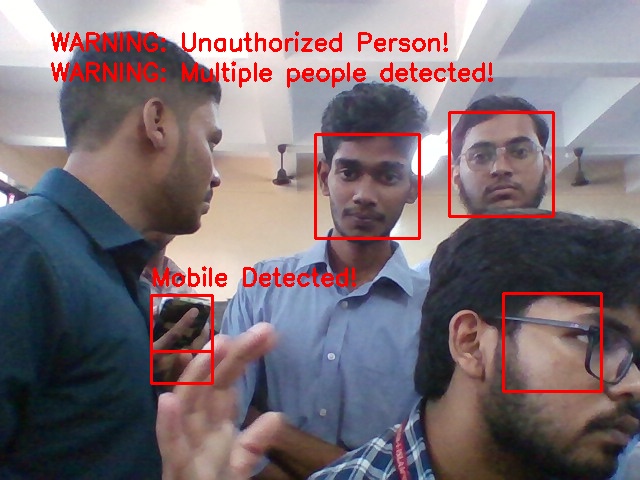 WARNING: Unauthorized Person!
WARNING: Multiple people detected!
Mobile Detected!